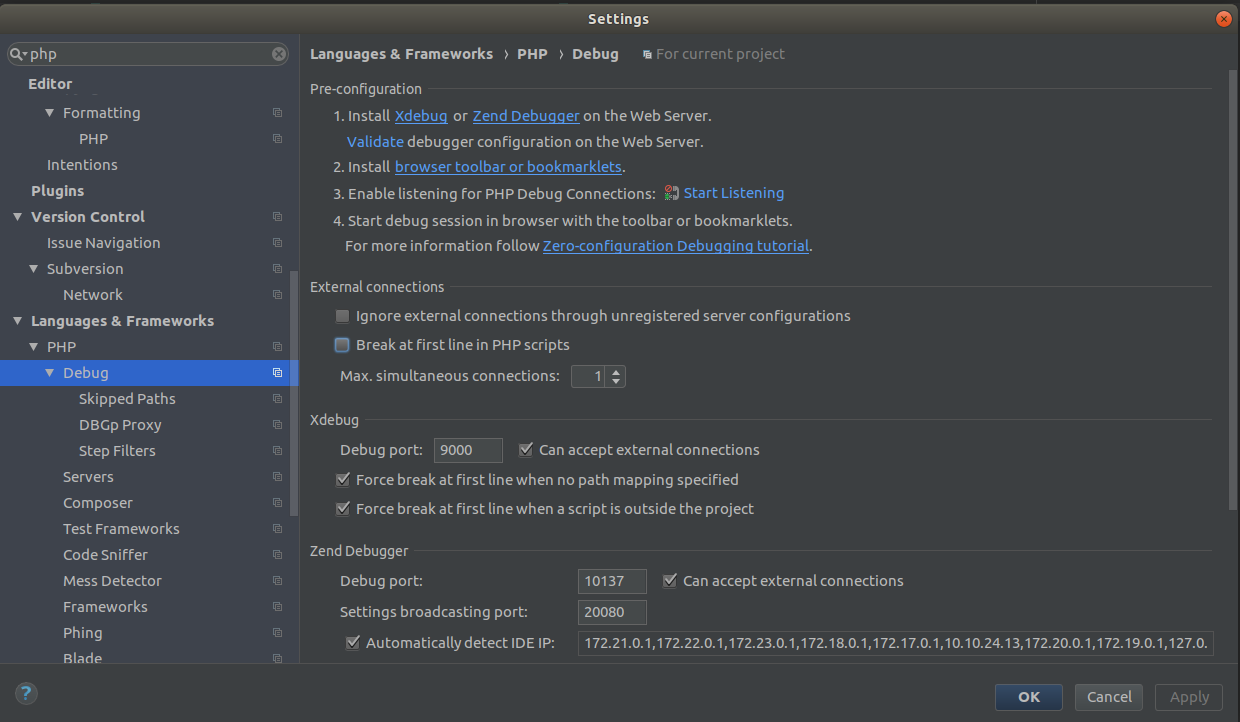 Settings
php
Editor
Formatting
PHP
Intentions
Plugins
Version Control
Issue Navigation
Subversion
Network
Languages & Frameworks
PHP
Debug
Skipped Paths
DBGp Proxy
Step Filters
Servers
Composer
Test Frameworks
Code Sniffer
Mess Detector
Frameworks
Phing
Blade
Languages & Frameworks › PHP › Debug For current project
Pre-configuration
1. Install Xdebug or Zend Debugger on the Web Server.
Validate debugger configuration on the Web Server.
2. Install browser toolbar or bookmarklets.
3. Enable listening for PHP Debug Connections: Start Listening
4. Start debug session in browser with the toolbar or bookmarklets.
For more information follow Zero-configuration Debugging tutorial.
External connections
Ignore external connections through unregistered server configurations
Break at first line in PHP scripts
Max. simultaneous connections: 1
Xdebug
Debug port: 9000 Can accept external connections
Force break at first line when no path mapping specified
Force break at first line when a script is outside the project
Zend Debugger
Debug port: 10137 Can accept external connections
Settings broadcasting port: 20080
Automatically detect IDE IP: 172.21.0.1,172.22.0.1,172.23.0.1,172.18.0.1,172.17.0.1,10.10.24.13,172.20.0.1,172.19.0.1,127.0.
?
OK Cancel Apply